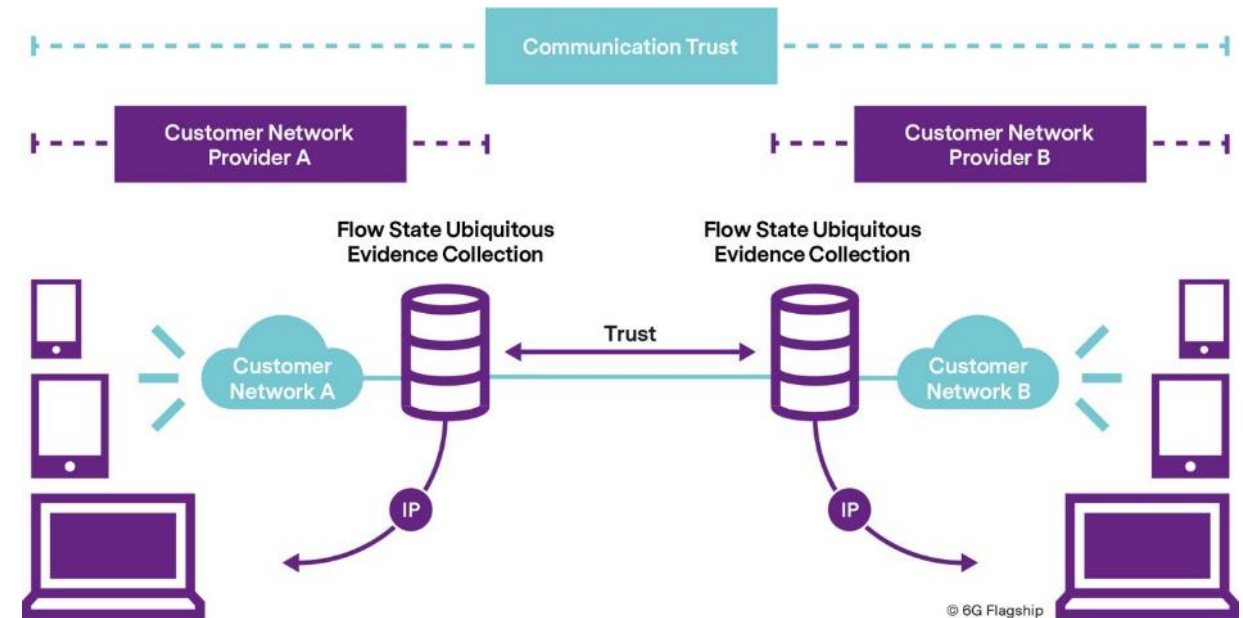 Communication Trust
Customer Network
Provider A
Customer Network
Provider B
Flow State Ubiquitous
Evidence Collection
Flow State Ubiquitous
Evidence Collection
Trust
Customer
Network A
Customer
Network B
IP
IP
© 6G Flagship